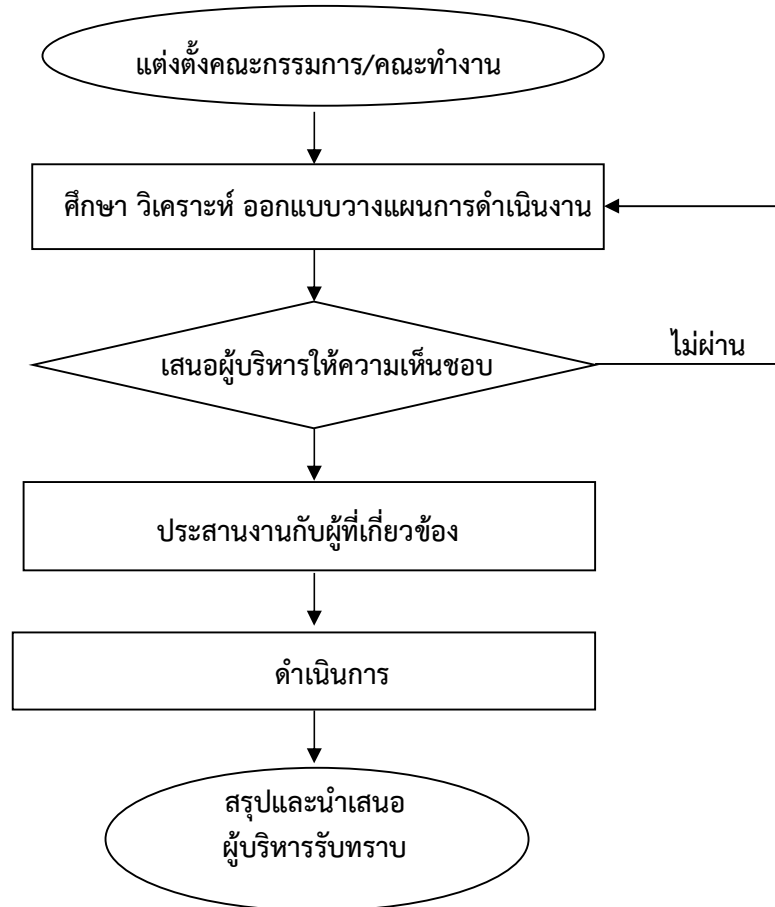 แต่งตั้งคณะกรรมการ/คณะทำงาน
ศึกษา วิเคราะห์ ออกแบบวางแผนการดำเนินงาน
เสนอผู้บริหารให้ความเห็นชอบ
ไม่ผ่าน
ประสานงานกับผู้ที่เกี่ยวข้อง
ดำเนินการ
สรุปและนำเสนอ
ผู้บริหารรับทราบ